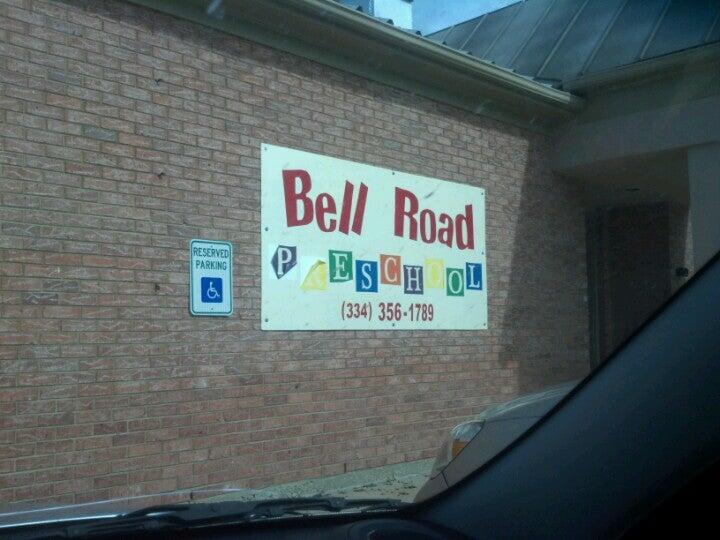 RESERVED
PARKING
Bell Road
PRESCHOOL
(334) 356-1789